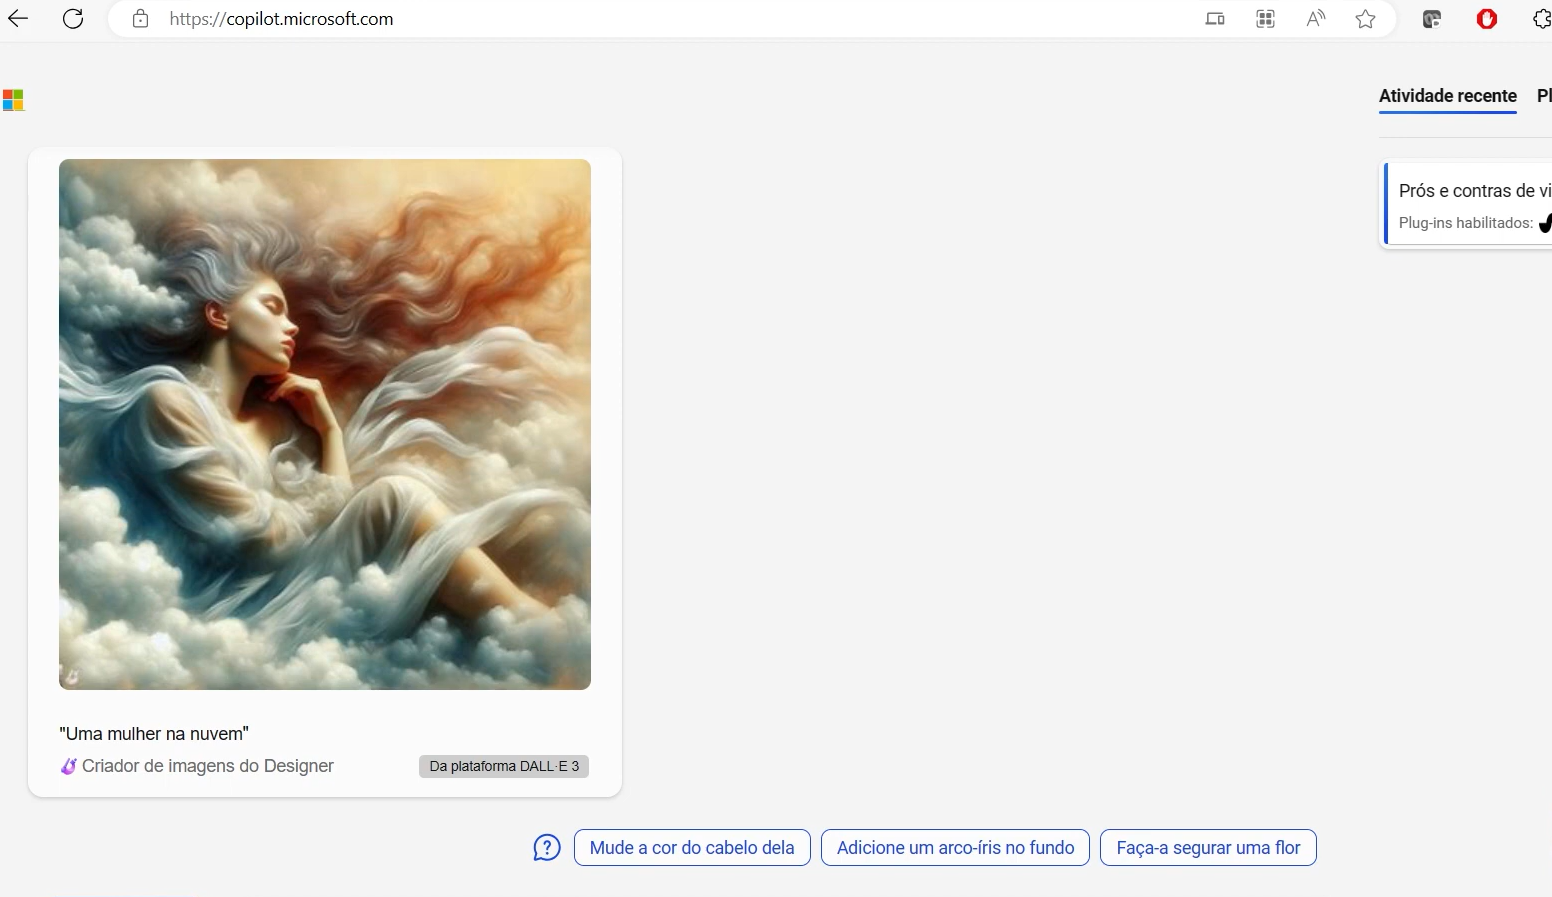 https://copilot.microsoft.com
Atividade recente
Prós e contras de
Plug-ins habilitados:
"Uma mulher na nuvem"
Criador de imagens do Designer
Da plataforma DALL·E 3
Mude a cor do cabelo dela
Adicione um arco-íris no fundo
Faça-a segurar uma flor